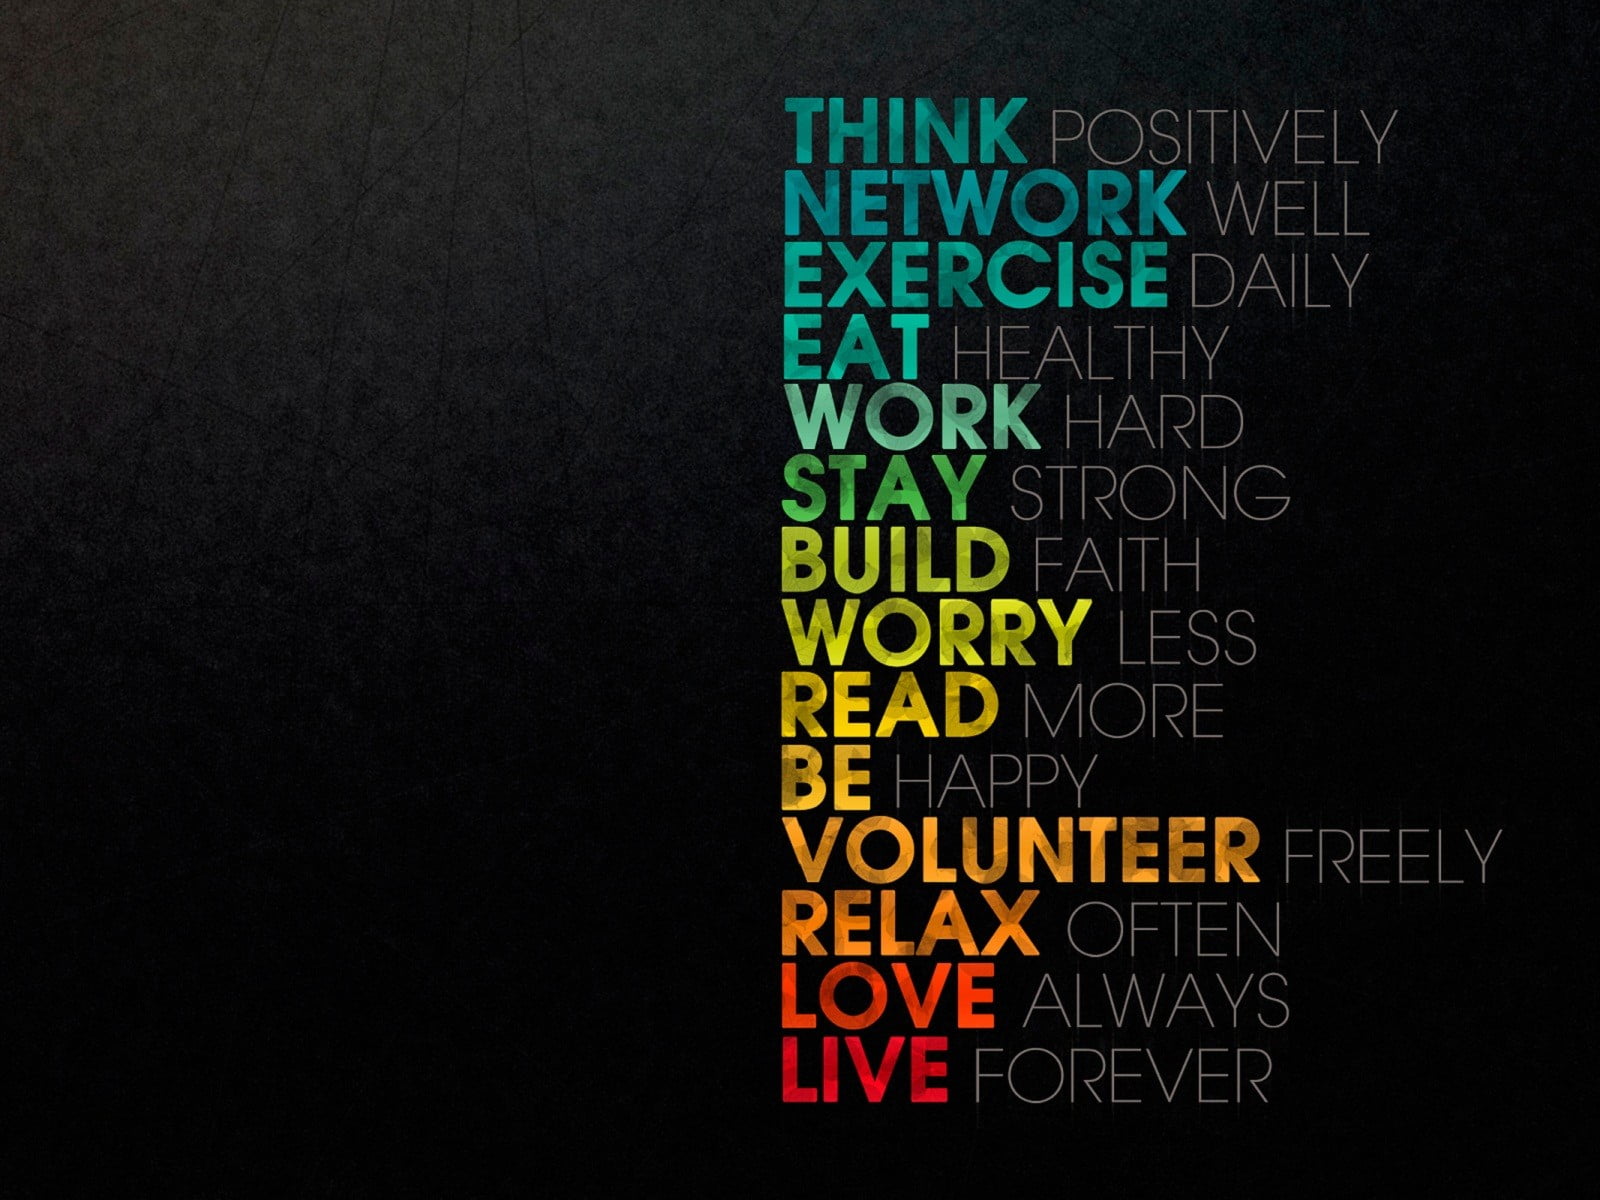 THINK POSITIVELY
NETWORK WELL
EXERCISE DAILY
EAT HEALTHY
WORK HARD
STAY STRONG
BUILD FAITH
WORRY LESS
READ MORE
BE HAPPY
VOLUNTEER FREELY
RELAX OFTEN
LOVE ALWAYS
LIVE FOREVER